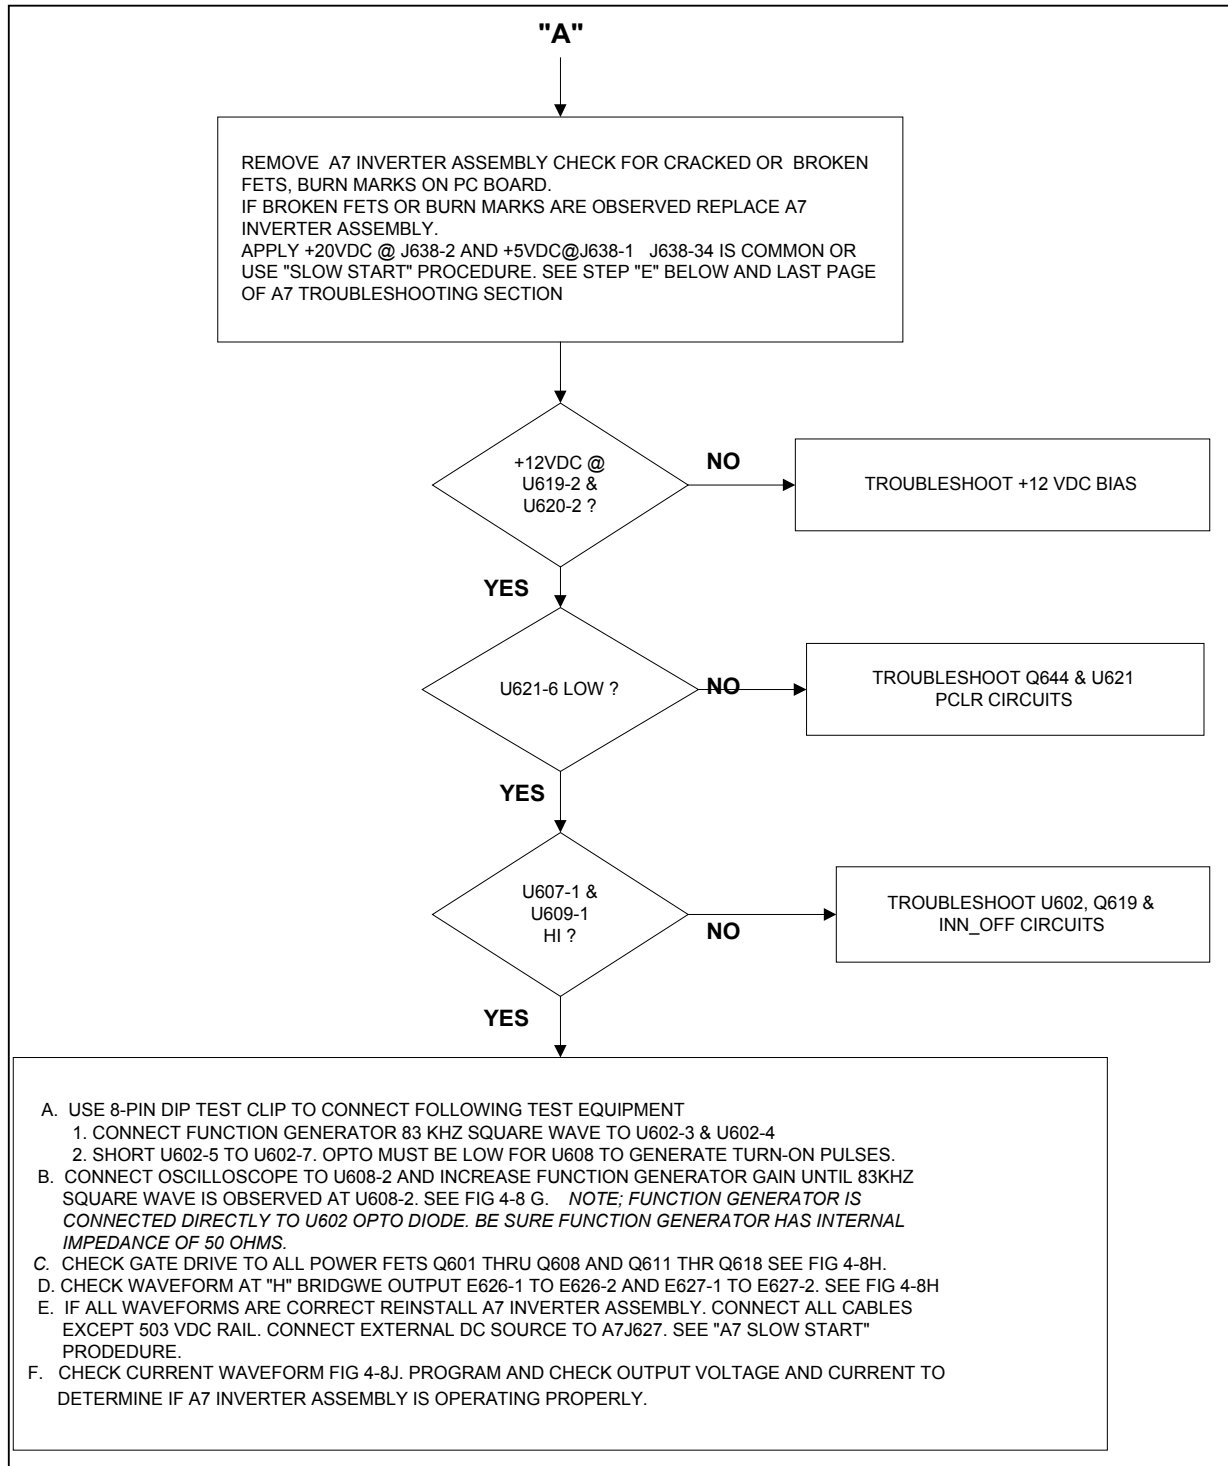 "A"
REMOVE A7 INVERTER ASSEMBLY CHECK FOR CRACKED OR BROKEN
FETS, BURN MARKS ON PC BOARD.
IF BROKEN FETS OR BURN MARKS ARE OBSERVED REPLACE A7
INVERTER ASSEMBLY.
APPLY +20VDC @ J638-2 AND +5VDC@J638-1 J638-34 IS COMMON OR
USE "SLOW START" PROCEDURE. SEE STEP "E" BELOW AND LAST PAGE
OF A7 TROUBLESHOOTING SECTION
+12VDC @
U619-2 &
U620-2 ?
NO
TROUBLESHOOT +12 VDC BIAS
YES
U621-6 LOW ?
NO
TROUBLESHOOT Q644 & U621
PCLR CIRCUITS
YES
U607-1 &
U609-1
HI ?
NO
TROUBLESHOOT U602, Q619 &
INN_OFF CIRCUITS
YES
A. USE 8-PIN DIP TEST CLIP TO CONNECT FOLLOWING TEST EQUIPMENT
1. CONNECT FUNCTION GENERATOR 83 KHZ SQUARE WAVE TO U602-3 & U602-4
2. SHORT U602-5 TO U602-7. OPTO MUST BE LOW FOR U608 TO GENERATE TURN-ON PULSES.
B. CONNECT OSCILLOSCOPE TO U608-2 AND INCREASE FUNCTION GENERATOR GAIN UNTIL 83KHZ
SQUARE WAVE IS OBSERVED AT U608-2. SEE FIG 4-8 G. NOTE; FUNCTION GENERATOR IS
CONNECTED DIRECTLY TO U602 OPTO DIODE. BE SURE FUNCTION GENERATOR HAS INTERNAL
IMPEDANCE OF 50 OHMS.
C. CHECK GATE DRIVE TO ALL POWER FETS Q601 THRU Q608 AND Q611 THR Q618 SEE FIG 4-8H.
D. CHECK WAVEFORM AT "H" BRIDGWE OUTPUT E626-1 TO E626-2 AND E627-1 TO E627-2. SEE FIG 4-8H
E. IF ALL WAVEFORMS ARE CORRECT REINSTALL A7 INVERTER ASSEMBLY. CONNECT ALL CABLES
EXCEPT 503 VDC RAIL. CONNECT EXTERNAL DC SOURCE TO A7J627. SEE "A7 SLOW START"
PRODEDURE.
F. CHECK CURRENT WAVEFORM FIG 4-8J. PROGRAM AND CHECK OUTPUT VOLTAGE AND CURRENT TO
DETERMINE IF A7 INVERTER ASSEMBLY IS OPERATING PROPERLY.